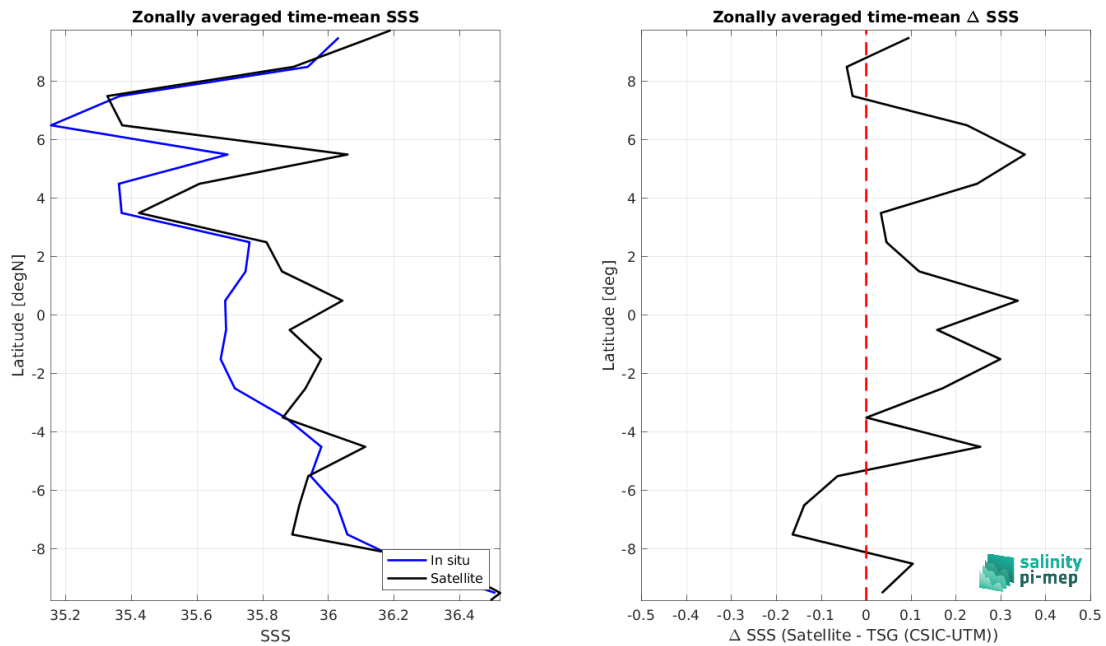 Zonally averaged time-mean SSS
8
6
4
2
0
-2
-4
-6
-8
Latitude [degN]
35.2 35.4 35.6 35.8 36 36.2 36.4
SSS
In situ
Satellite
Zonally averaged time-mean Δ SSS
8
6
4
2
0
-2
-4
-6
-8
Latitude [deg]
-0.5 -0.4 -0.3 -0.2 -0.1 0 0.1 0.2 0.3 0.4 0.5
Δ SSS (Satellite - TSG (CSIC-UTM))
salinity
pi-mep